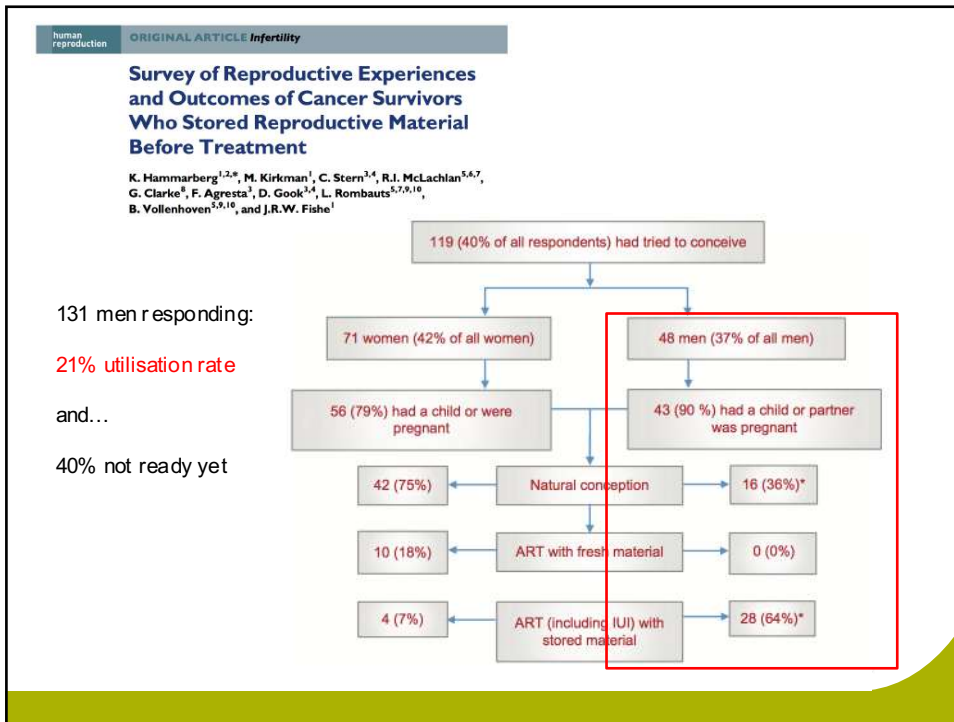 human
reproduction
ORIGINAL ARTICLE Infertility
Survey of Reproductive Experiences
and Outcomes of Cancer Survivors
Who Stored Reproductive Material
Before Treatment
K. Hammarberg1,2,*, M. Kirkman1, C. Stern3,4, R.I. McLachlan5,6,7,
G. Clarke8, F. Agresta3, D. Gook3,4, L. Rombauts5,7,9,10,
B. Vollenhoven5,9,10, and J.R.W. Fishe1
119 (40% of all respondents) had tried to conceive
131 men responding:
21% utilisation rate
and...
40% not ready yet
71 women (42% of all women)
48 men (37% of all men)
56 (79%) had a child or were
pregnant
43 (90 %) had a child or partner
was pregnant
42 (75%)
Natural conception
16 (36%)*
10 (18%)
ART with fresh material
0 (0%)
4 (7%)
ART (including IUI) with
stored material
28 (64%)*